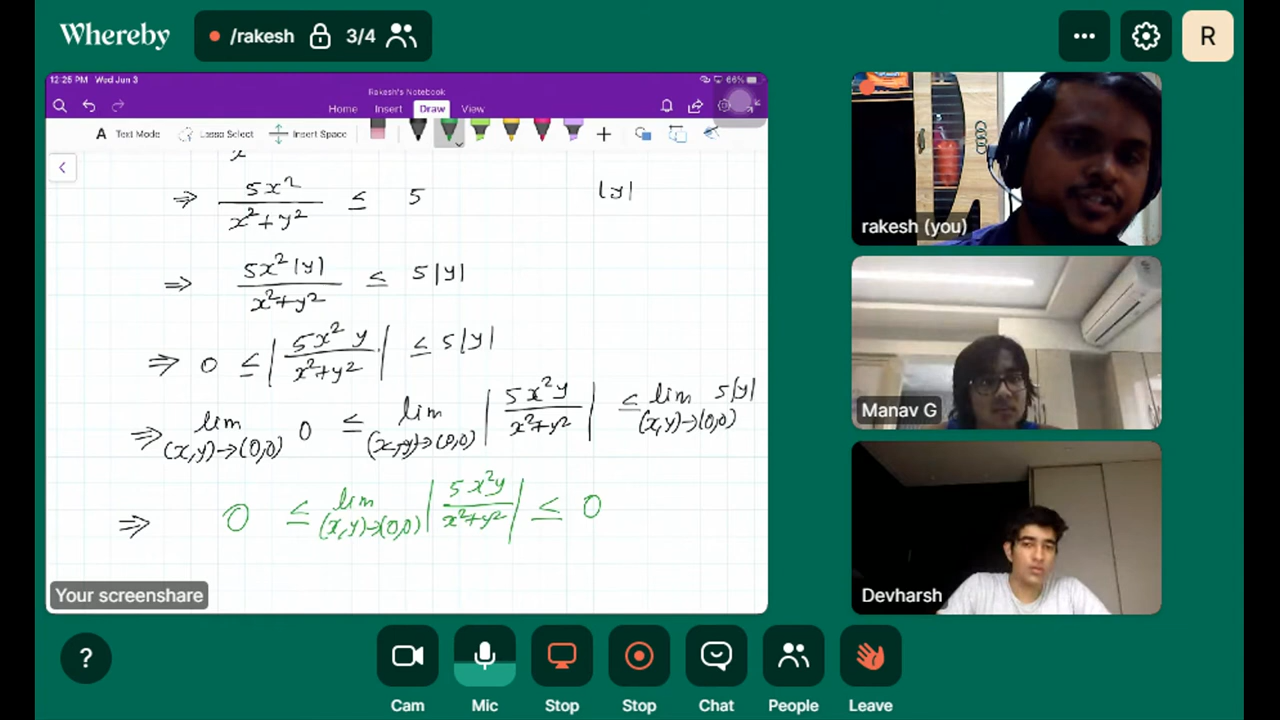 Whereby
/rakesh 3/4
R
12:25 PM Wed Jun 3
66%
Rakesh's Notebook
Home Insert Draw View
A Text Mode Lasso Select Insert Space
x
⇒ 5x²/(x²+y²) ≤ 5 |y|
⇒ 5x²|y|/(x²+y²) ≤ 5|y|
⇒ 0 ≤ |5x²y/(x²+y²)| ≤ 5|y|
⇒ lim (x,y)→(0,0) 0 ≤ lim (x,y)→(0,0) |5x²y/(x²+y²)| ≤ lim (x,y)→(0,0) 5|y|
⇒ 0 ≤ lim (x,y)→(0,0) |5x²y/(x²+y²)| ≤ 0
Your screenshare
rakesh (you)
Manav G
Devharsh
?
Cam Mic Stop Stop Chat People Leave